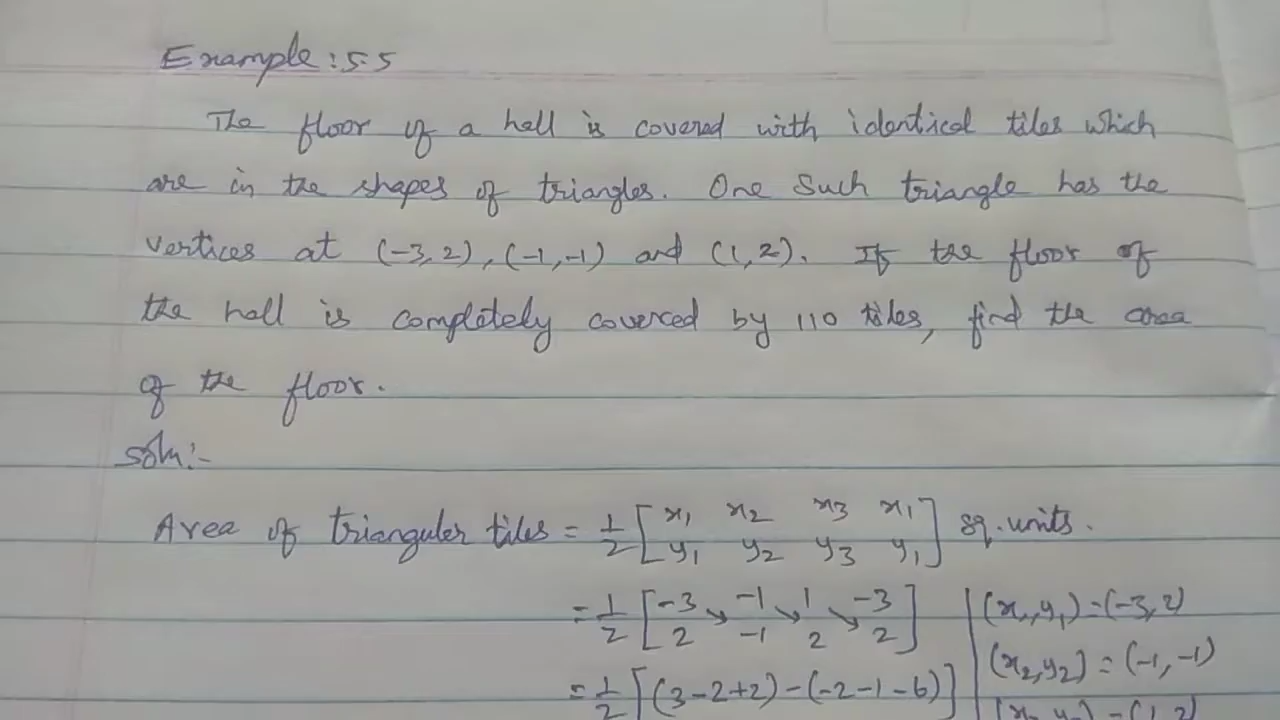 Example: 5.5
The floor of a hall is covered with identical tiles which
are in the shapes of triangles. One such triangle has the
vertices at (-3,2), (-1,-1) and (1,2). If the floor of
the hall is completely covered by 110 tiles, find the area
of the floor.
Soln:-
Area of triangular tiles = 1/2 [x₁ x₂ x₃ x₁ / y₁ y₂ y₃ y₁] sq. units.
= 1/2 [-3 -1 1 -3 / 2 -1 2 2]
(x₁,y₁) = (-3,2)
(x₂,y₂) = (-1,-1)
= 1/2 [(3-2+2)-(-2-1-6)]
(x₃,y₃) = (1,2)